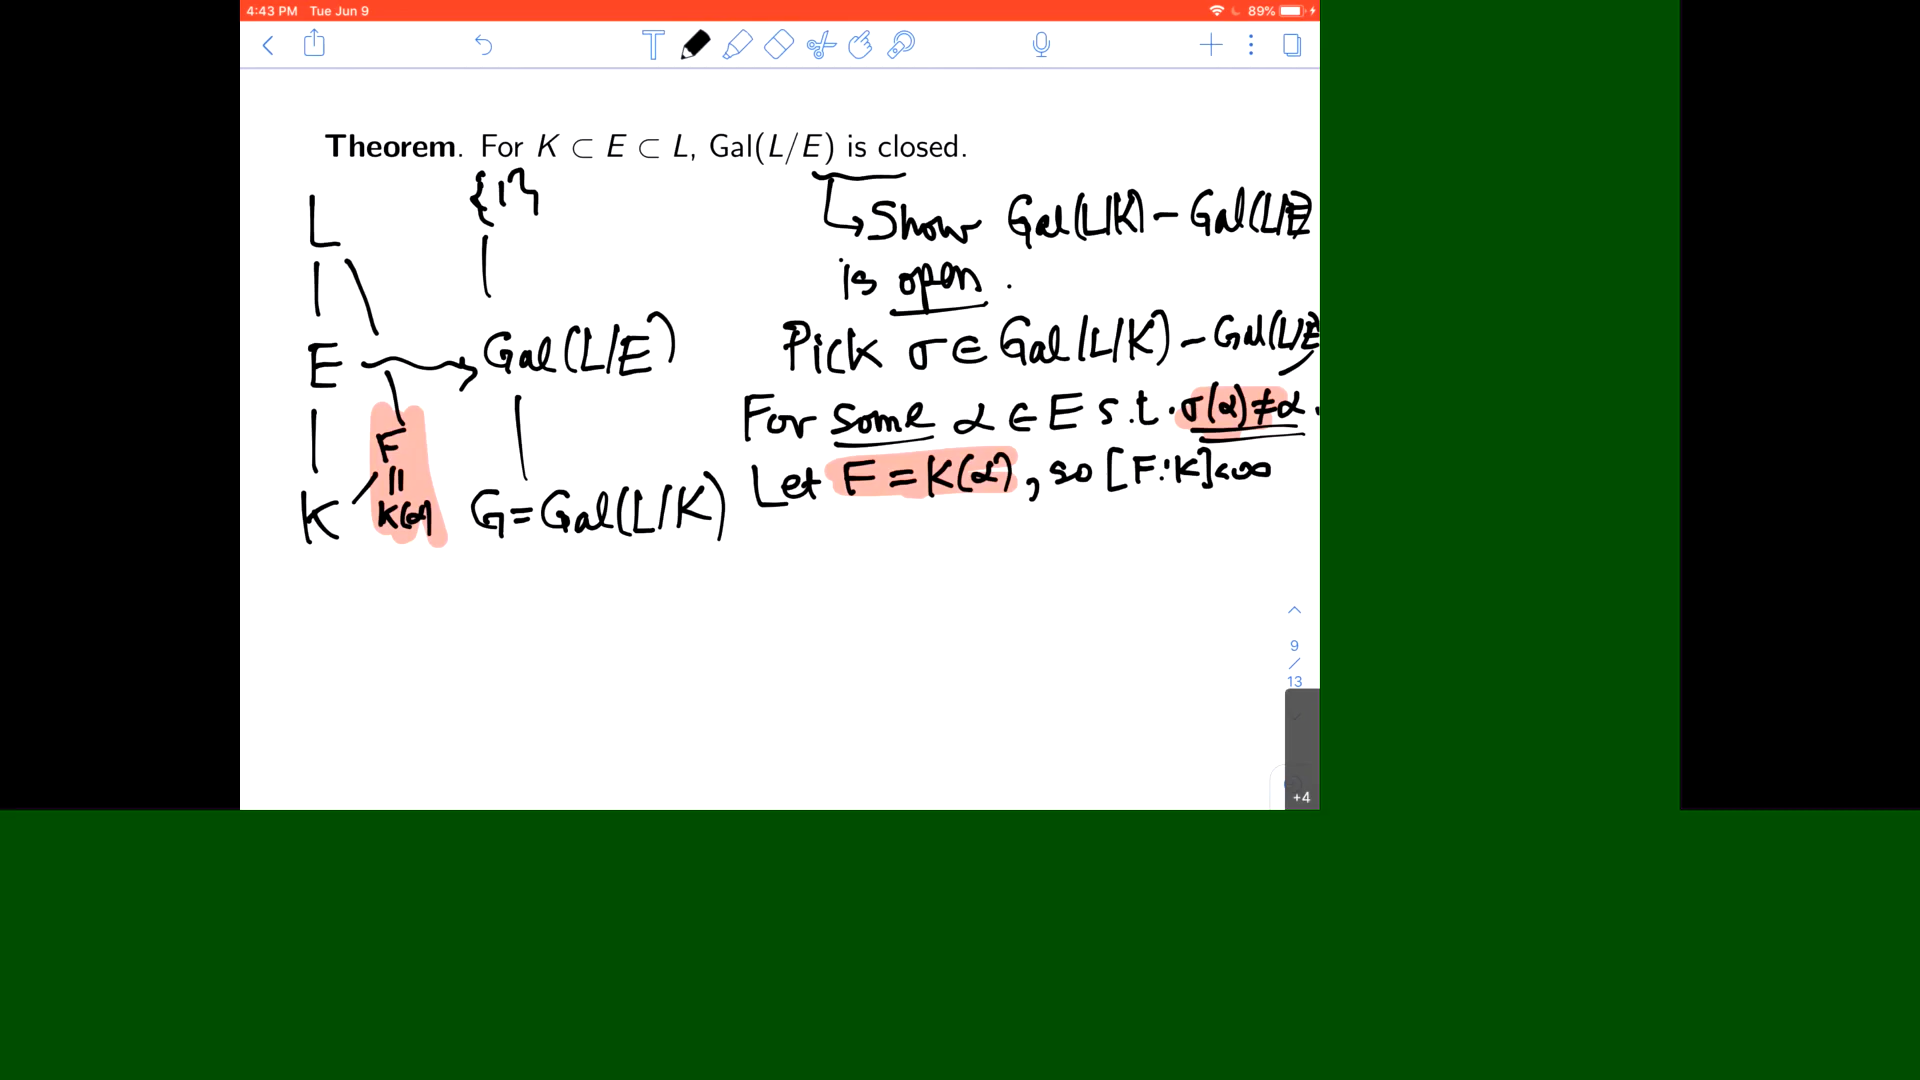 4:43 PM Tue Jun 9
89%
Theorem. For K ⊂ E ⊂ L, Gal(L/E) is closed.
L
{1}
↳ Show Gal(L/K) − Gal(L/E)
is open.
E → Gal(L/E)
Pick σ ∈ Gal(L/K) − Gal(L/E)
For some α ∈ E s.t. σ(α) ≠ α.
F
=
K(α)
Let F = K(α), so [F:K]<∞
K
G = Gal(L/K)
9
/
13
+4